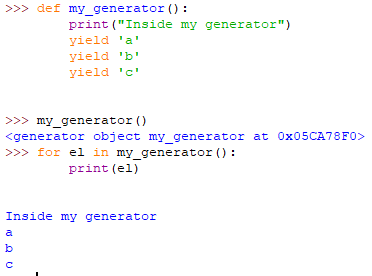 >>> def my_generator():
        print("Inside my generator")
        yield 'a'
        yield 'b'
        yield 'c'
>>> my_generator()
<generator object my_generator at 0x05CA78F0>
>>> for el in my_generator():
        print(el)
Inside my generator
a
b
c